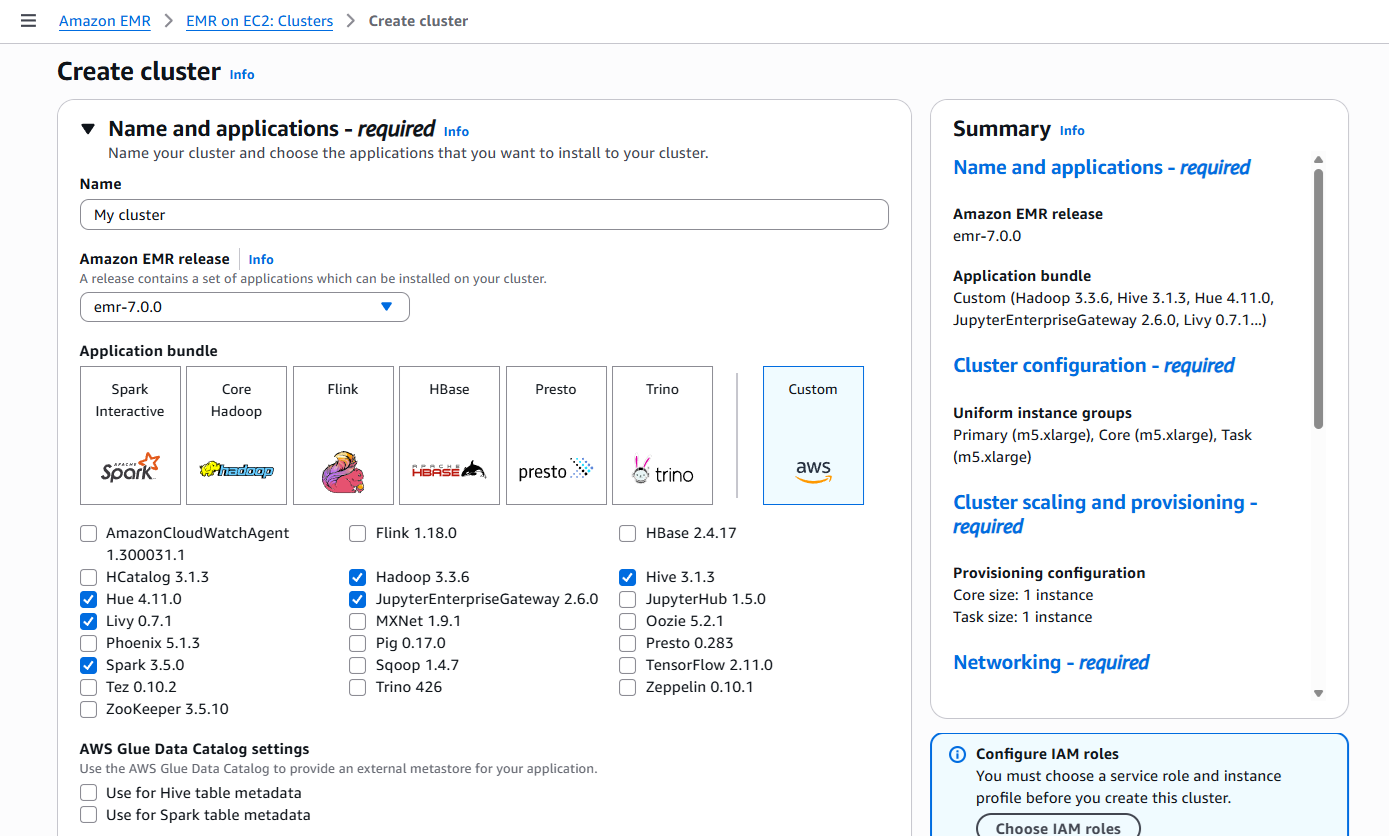 Amazon EMR > EMR on EC2: Clusters > Create cluster
Create cluster Info
Name and applications - required Info
Name your cluster and choose the applications that you want to install to your cluster.
Name
My cluster
Amazon EMR release Info
A release contains a set of applications which can be installed on your cluster.
emr-7.0.0
Application bundle
Spark Interactive
APACHE Spark
Core Hadoop
hadoop
Flink
HBase
APACHE HBASE
Presto
presto
Trino
trino
Custom
aws
AmazonCloudWatchAgent 1.300031.1
Flink 1.18.0
HBase 2.4.17
HCatalog 3.1.3
Hadoop 3.3.6
Hive 3.1.3
Hue 4.11.0
JupyterEnterpriseGateway 2.6.0
JupyterHub 1.5.0
Livy 0.7.1
MXNet 1.9.1
Oozie 5.2.1
Phoenix 5.1.3
Pig 0.17.0
Presto 0.283
Spark 3.5.0
Sqoop 1.4.7
TensorFlow 2.11.0
Tez 0.10.2
Trino 426
Zeppelin 0.10.1
ZooKeeper 3.5.10
AWS Glue Data Catalog settings
Use the AWS Glue Data Catalog to provide an external metastore for your application.
Use for Hive table metadata
Use for Spark table metadata
Summary Info
Name and applications - required
Amazon EMR release
emr-7.0.0
Application bundle
Custom (Hadoop 3.3.6, Hive 3.1.3, Hue 4.11.0,
JupyterEnterpriseGateway 2.6.0, Livy 0.7.1...)
Cluster configuration - required
Uniform instance groups
Primary (m5.xlarge), Core (m5.xlarge), Task
(m5.xlarge)
Cluster scaling and provisioning -
required
Provisioning configuration
Core size: 1 instance
Task size: 1 instance
Networking - required
Configure IAM roles
You must choose a service role and instance
profile before you create this cluster.
Choose IAM roles